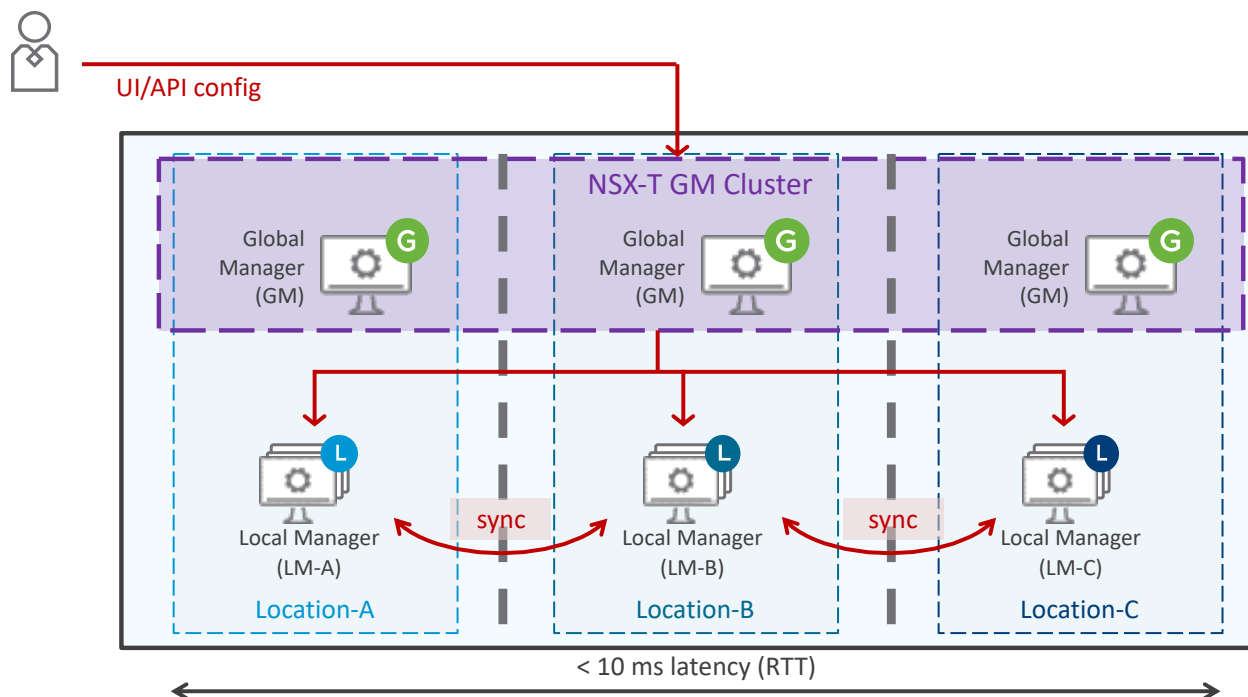 UI/API config
NSX-T GM Cluster
Global
Manager
(GM)
G
Global
Manager
(GM)
G
Global
Manager
(GM)
G
L
Local Manager
(LM-A)
L
Local Manager
(LM-B)
L
Local Manager
(LM-C)
sync
sync
Location-A
Location-B
Location-C
< 10 ms latency (RTT)